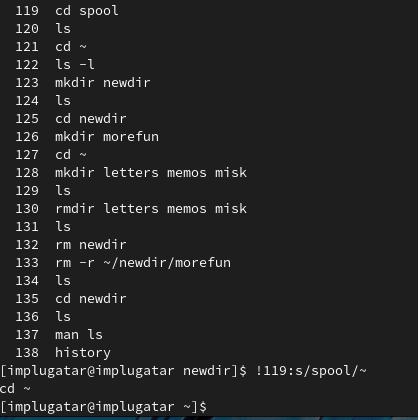 119 cd spool
120 ls
121 cd ~
122 ls -l
123 mkdir newdir
124 ls
125 cd newdir
126 mkdir morefun
127 cd ~
128 mkdir letters memos misk
129 ls
130 rmdir letters memos misk
131 ls
132 rm newdir
133 rm -r ~/newdir/morefun
134 ls
135 cd newdir
136 ls
137 man ls
138 history
[implugatar@implugatar newdir]$ !119:s/spool/~
cd ~
[implugatar@implugatar ~]$